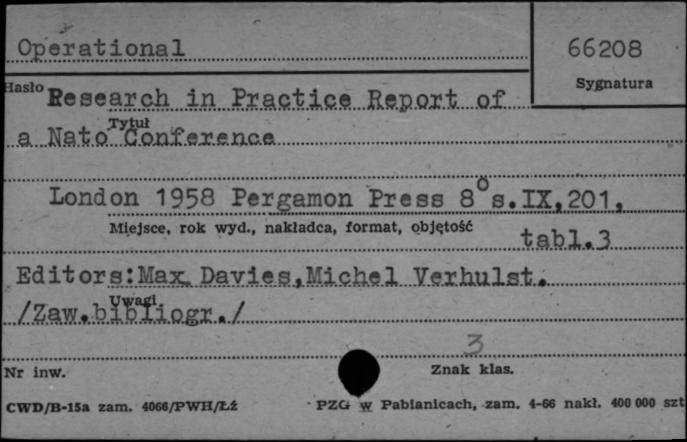 Operational
66208
Hasło
Sygnatura
Research in Practice Report of
Tytuł
a Nato Conference
London 1958 Pergamon Press 8° s.IX,201,
Miejsce, rok wyd., nakładca, format, objętość
tabl.3
Editors:Max Davies,Michel Verhulst.
Uwagi
/Zaw.bibliogr./
3
Nr inw.
Znak klas.
CWD/B-15a zam. 4066/PWH/Łź
PZG w Pabianicach, zam. 4-66 nakł. 400 000 szt